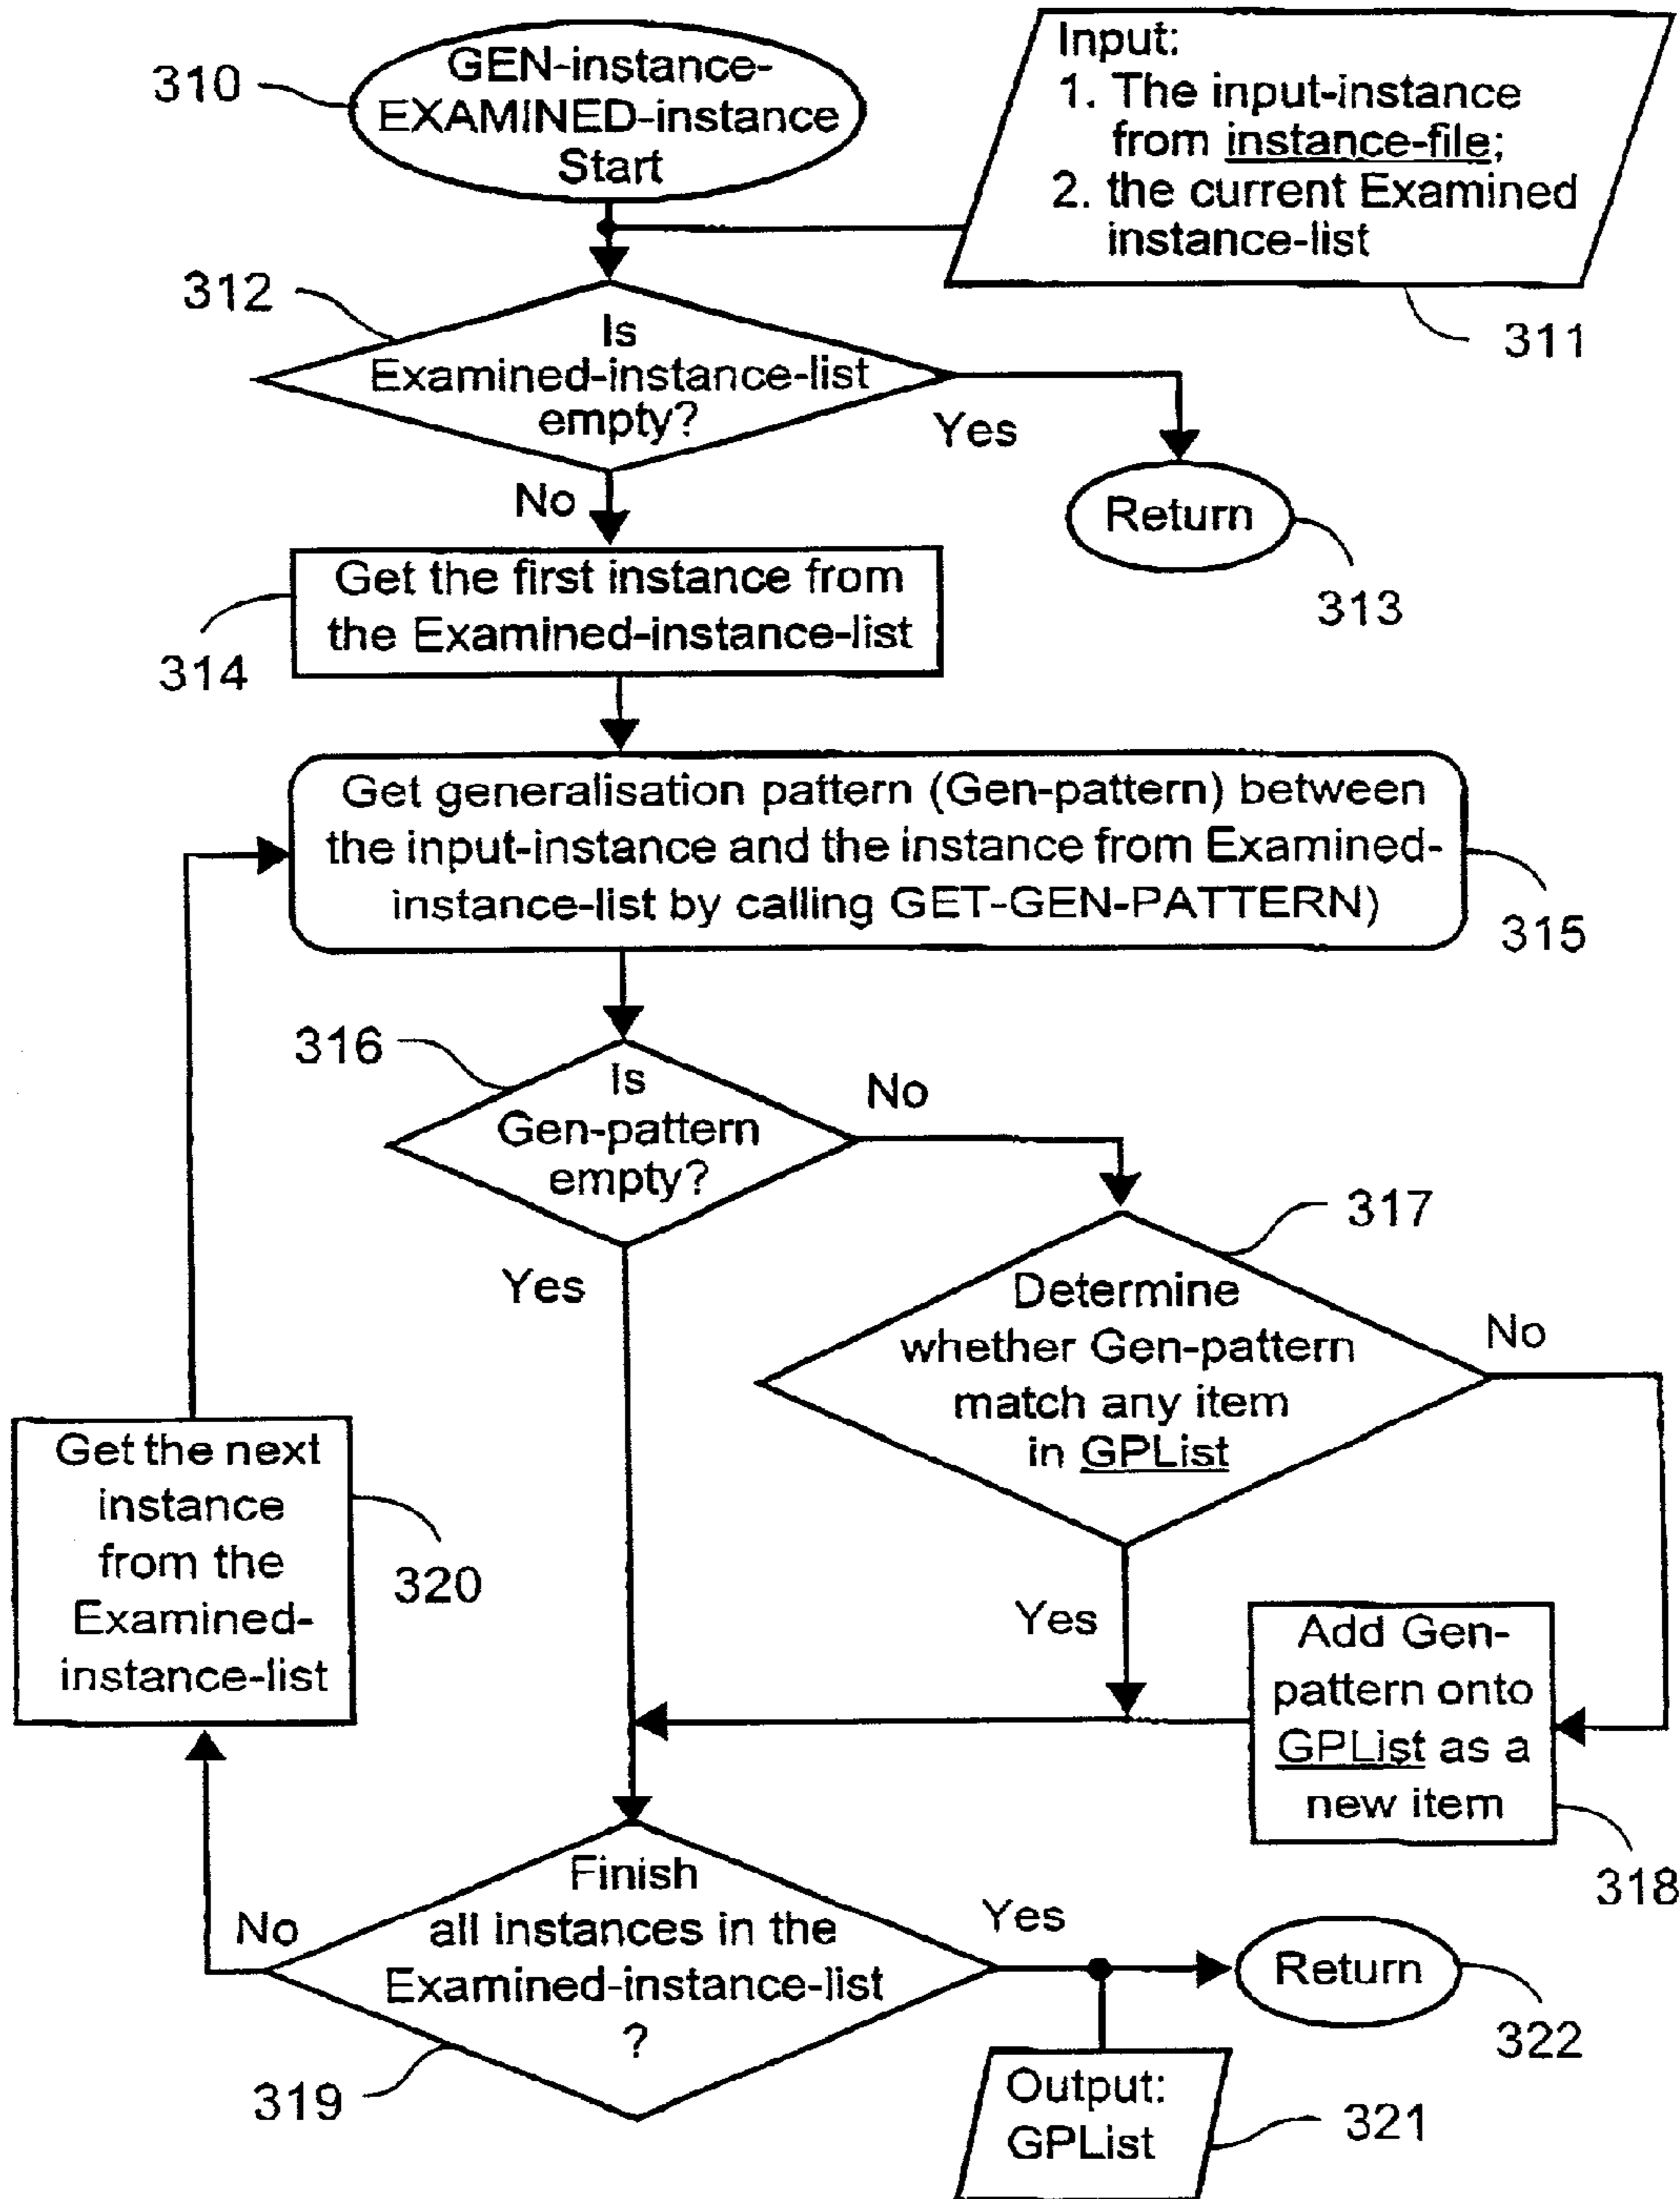 310
GEN-instance-
EXAMINED-instance
Start
Input:
1. The input-instance
from instance-file;
2. the current Examined
instance-list
311
312
Is
Examined-instance-list
empty?
Yes
No
Return
313
Get the first instance from
the Examined-instance-list
314
Get generalisation pattern (Gen-pattern) between
the input-instance and the instance from Examined-
instance-list by calling GET-GEN-PATTERN)
315
316
Is
Gen-pattern
empty?
No
Yes
317
Determine
whether Gen-pattern
match any item
in GPList
No
Yes
Get the next
instance
from the
Examined-
instance-list
320
Add Gen-
pattern onto
GPList as a
new item
318
Finish
all instances in the
Examined-instance-list
?
No
Yes
319
Return
322
Output:
GPList
321